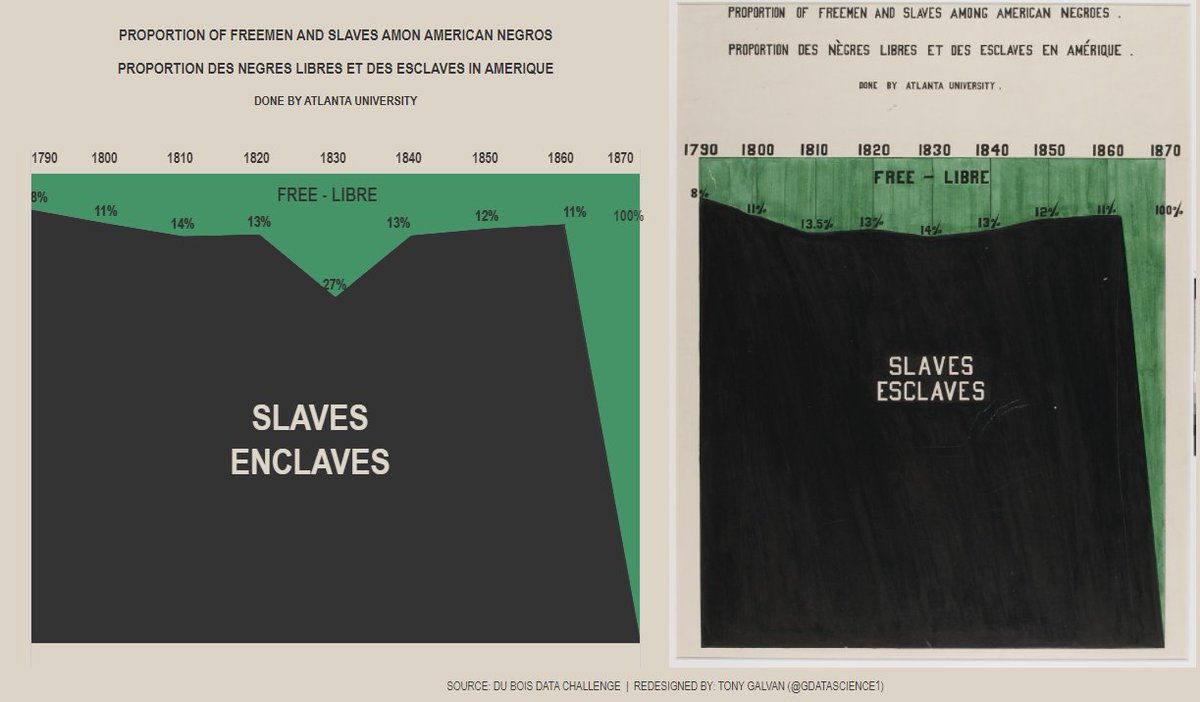 PROPORTION OF FREEMEN AND SLAVES AMON AMERICAN NEGROS
PROPORTION DES NEGRES LIBRES ET DES ESCLAVES IN AMERIQUE
DONE BY ATLANTA UNIVERSITY
1790 1800 1810 1820 1830 1840 1850 1860 1870
FREE - LIBRE
8% 11% 14% 13% 27% 13% 12% 11% 100%
SLAVES
ENCLAVES
PROPORTION OF FREEMEN AND SLAVES AMONG AMERICAN NEGROES .
PROPORTION DES NÈGRES LIBRES ET DES ESCLAVES EN AMÉRIQUE .
DONE BY ATLANTA UNIVERSITY .
1790 1800 1810 1820 1830 1840 1850 1860 1870
FREE – LIBRE
8% 11% 13.5% 13% 14% 13% 12% 11% 100%
SLAVES
ESCLAVES
SOURCE: DU BOIS DATA CHALLENGE | REDESIGNED BY: TONY GALVAN (@GDATASCIENCE1)